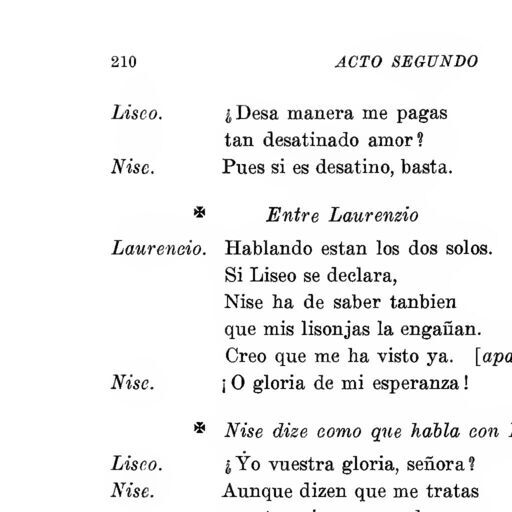 210 ACTO SEGUNDO
Liseo. ¿Desa manera me pagas
tan desatinado amor?
Nise. Pues si es desatino, basta.
✠ Entre Laurenzio
Laurencio. Hablando estan los dos solos.
Si Liseo se declara,
Nise ha de saber tanbien
que mis lisonjas la engañan.
Creo que me ha visto ya. [apa
Nise. ¡O gloria de mi esperanza!
✠ Nise dize como que habla con
Liseo. ¿Ẏo vuestra gloria, señora?
Nise. Aunque dizen que me tratas